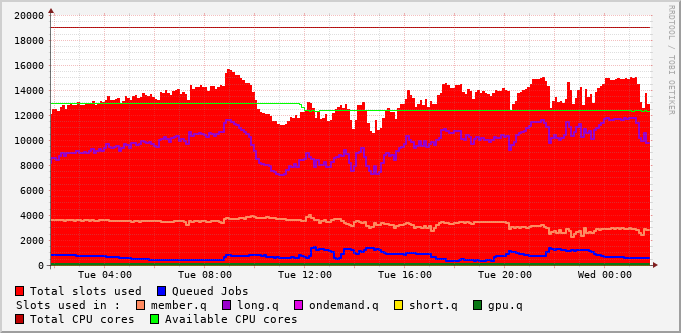 20000
18000
16000
14000
12000
10000
8000
6000
4000
2000
0
Tue 04:00 Tue 08:00 Tue 12:00 Tue 16:00 Tue 20:00 Wed 00:00
Total slots used Queued Jobs
Slots used in : member.q long.q ondemand.q short.q gpu.q
Total CPU cores Available CPU cores
RRDTOOL / TOBI OETIKER